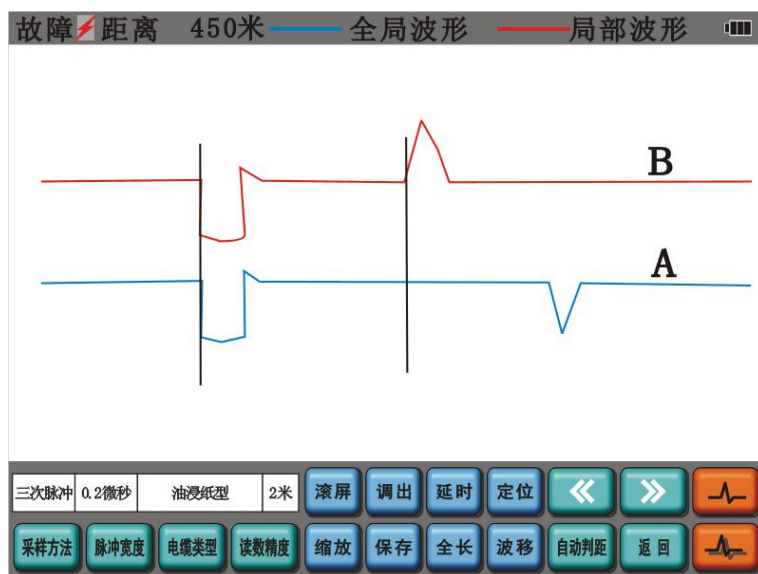 故障 距离 450米 全局波形 局部波形
B
A
三次脉冲 0.2微秒 油浸纸型 2米 滚屏 调出 延时 定位
采样方法 脉冲宽度 电缆类型 读数精度 缩放 保存 全长 波移 自动判距 返回